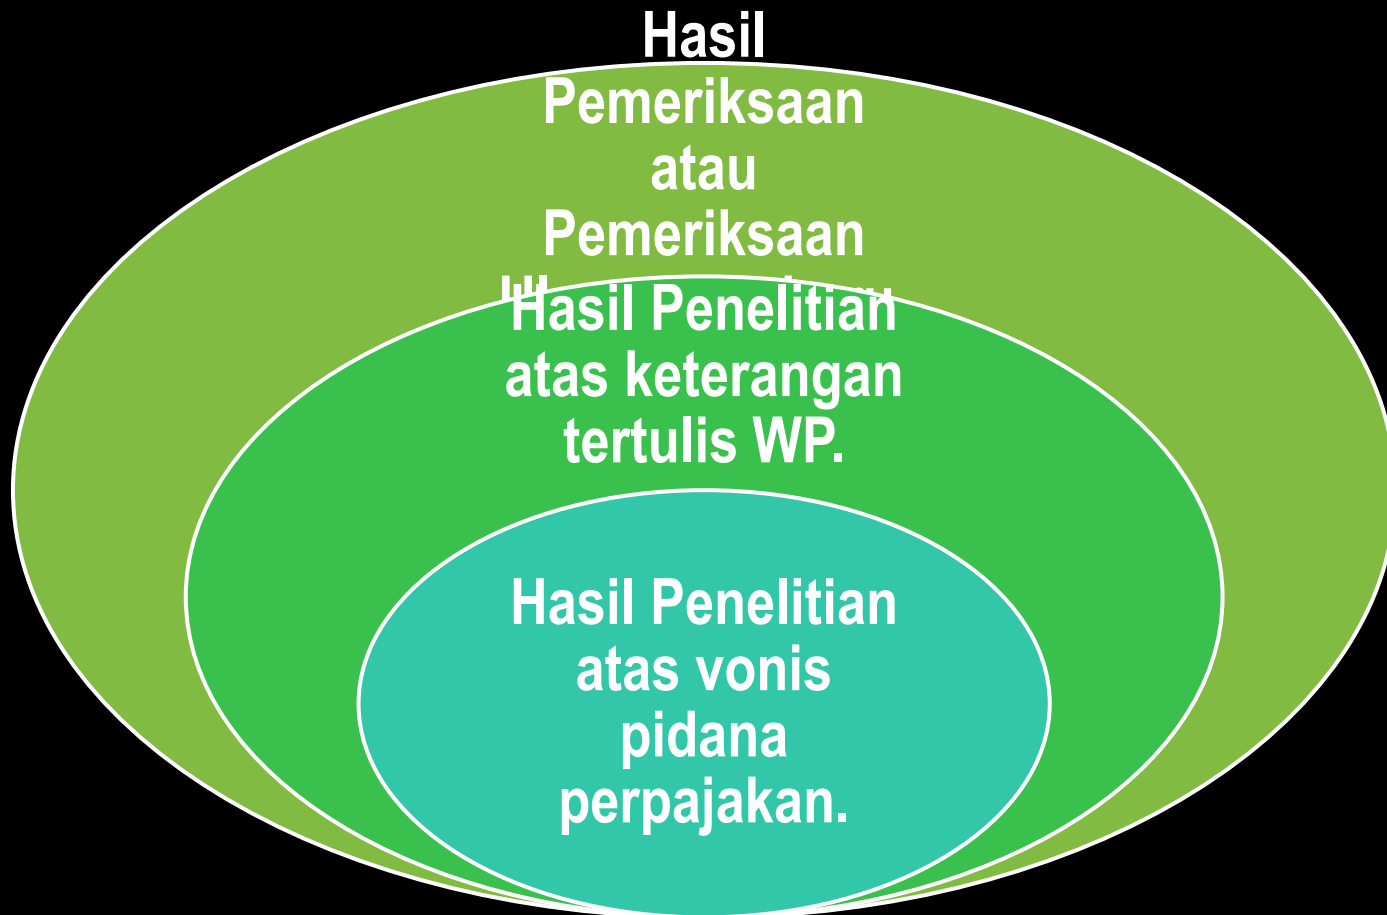 Hasil
Pemeriksaan
atau
Pemeriksaan
Hasil Penelitian
atas keterangan
tertulis WP.
Hasil Penelitian
atas vonis
pidana
perpajakan.